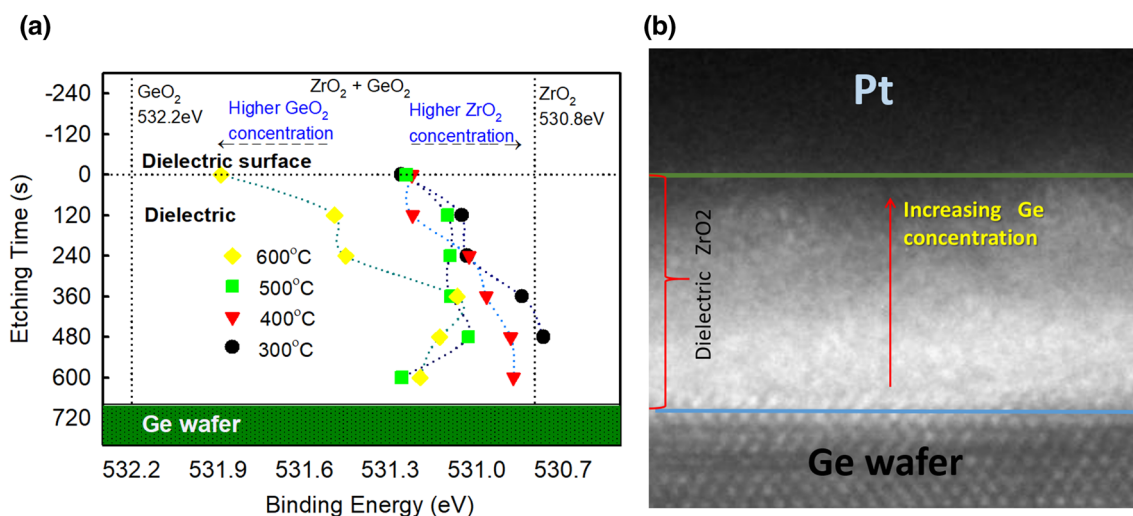 (a)
-240
-120
0
120
240
360
480
600
720
Etching Time (s)
GeO₂
532.2eV
ZrO₂ + GeO₂
Higher GeO₂
concentration
Higher ZrO₂
concentration
ZrO₂
530.8eV
Dielectric surface
Dielectric
600°C
500°C
400°C
300°C
Ge wafer
532.2 531.9 531.6 531.3 531.0 530.7
Binding Energy (eV)
(b)
Pt
Increasing Ge
concentration
Dielectric ZrO2
Ge wafer